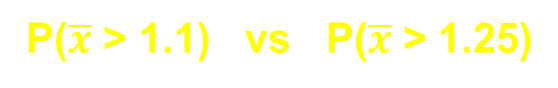 P(x̅ > 1.1) vs P(x̅ > 1.25)